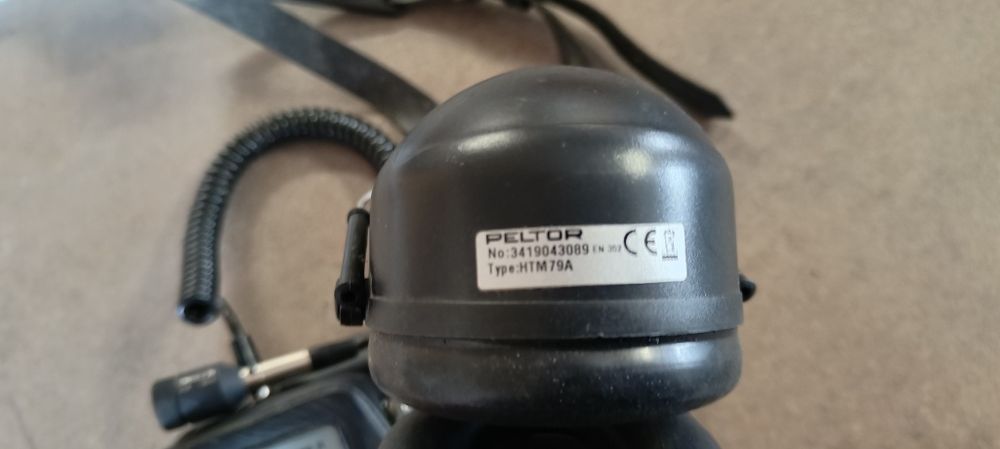 PELTOR
No:3419043089 EN 352 CE
Type:HTM79A